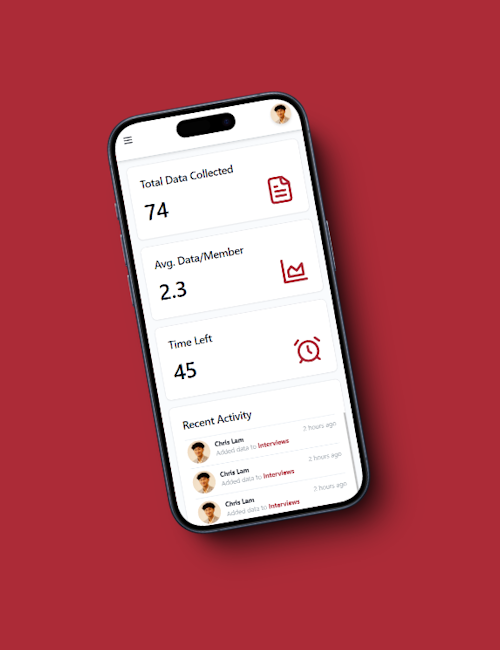 Total Data Collected
74
Avg. Data/Member
2.3
Time Left
45
Recent Activity
Chris Lam
2 hours ago
Added data to Interviews
Chris Lam
2 hours ago
Added data to Interviews
Chris Lam
2 hours ago
Added data to Interviews